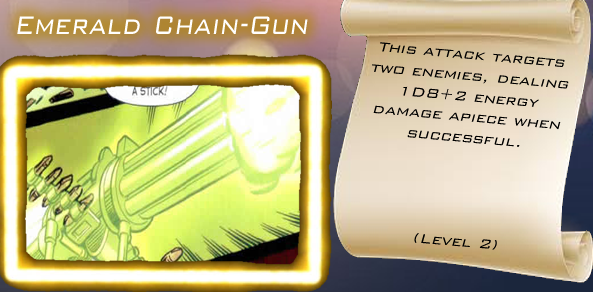 EMERALD CHAIN-GUN
A STICK!
THIS ATTACK TARGETS
TWO ENEMIES, DEALING
1D8+2 ENERGY
DAMAGE APIECE WHEN
SUCCESSFUL.
(LEVEL 2)